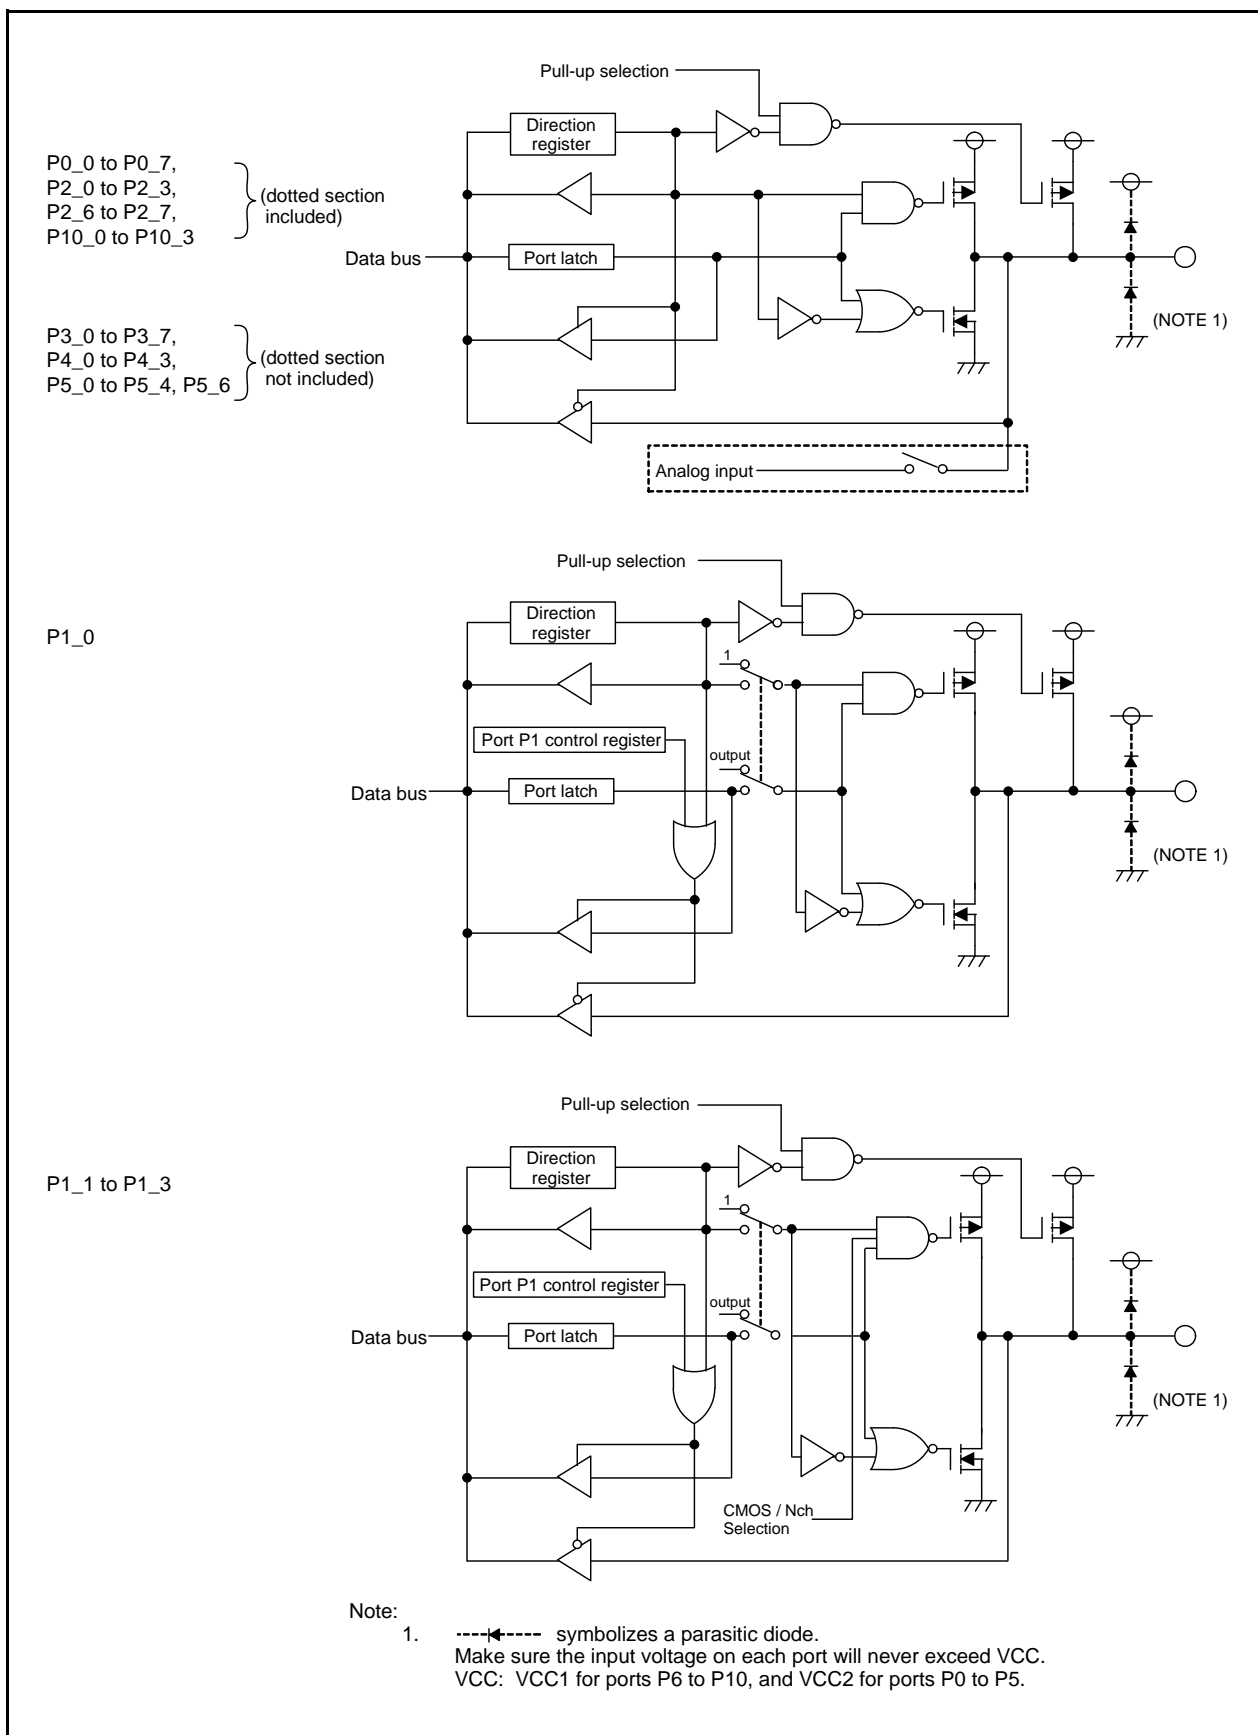 Pull-up selection
Direction
register
P0_0 to P0_7,
P2_0 to P2_3,
P2_6 to P2_7,
P10_0 to P10_3
(dotted section
included)
Data bus
Port latch
(NOTE 1)
P3_0 to P3_7,
P4_0 to P4_3,
P5_0 to P5_4, P5_6
(dotted section
not included)
Analog input
Pull-up selection
P1_0
Direction
register
1
Port P1 control register
output
Data bus
Port latch
(NOTE 1)
Pull-up selection
P1_1 to P1_3
Direction
register
1
Port P1 control register
output
Data bus
Port latch
(NOTE 1)
CMOS / Nch
Selection
Note:
1. symbolizes a parasitic diode.
Make sure the input voltage on each port will never exceed VCC.
VCC: VCC1 for ports P6 to P10, and VCC2 for ports P0 to P5.